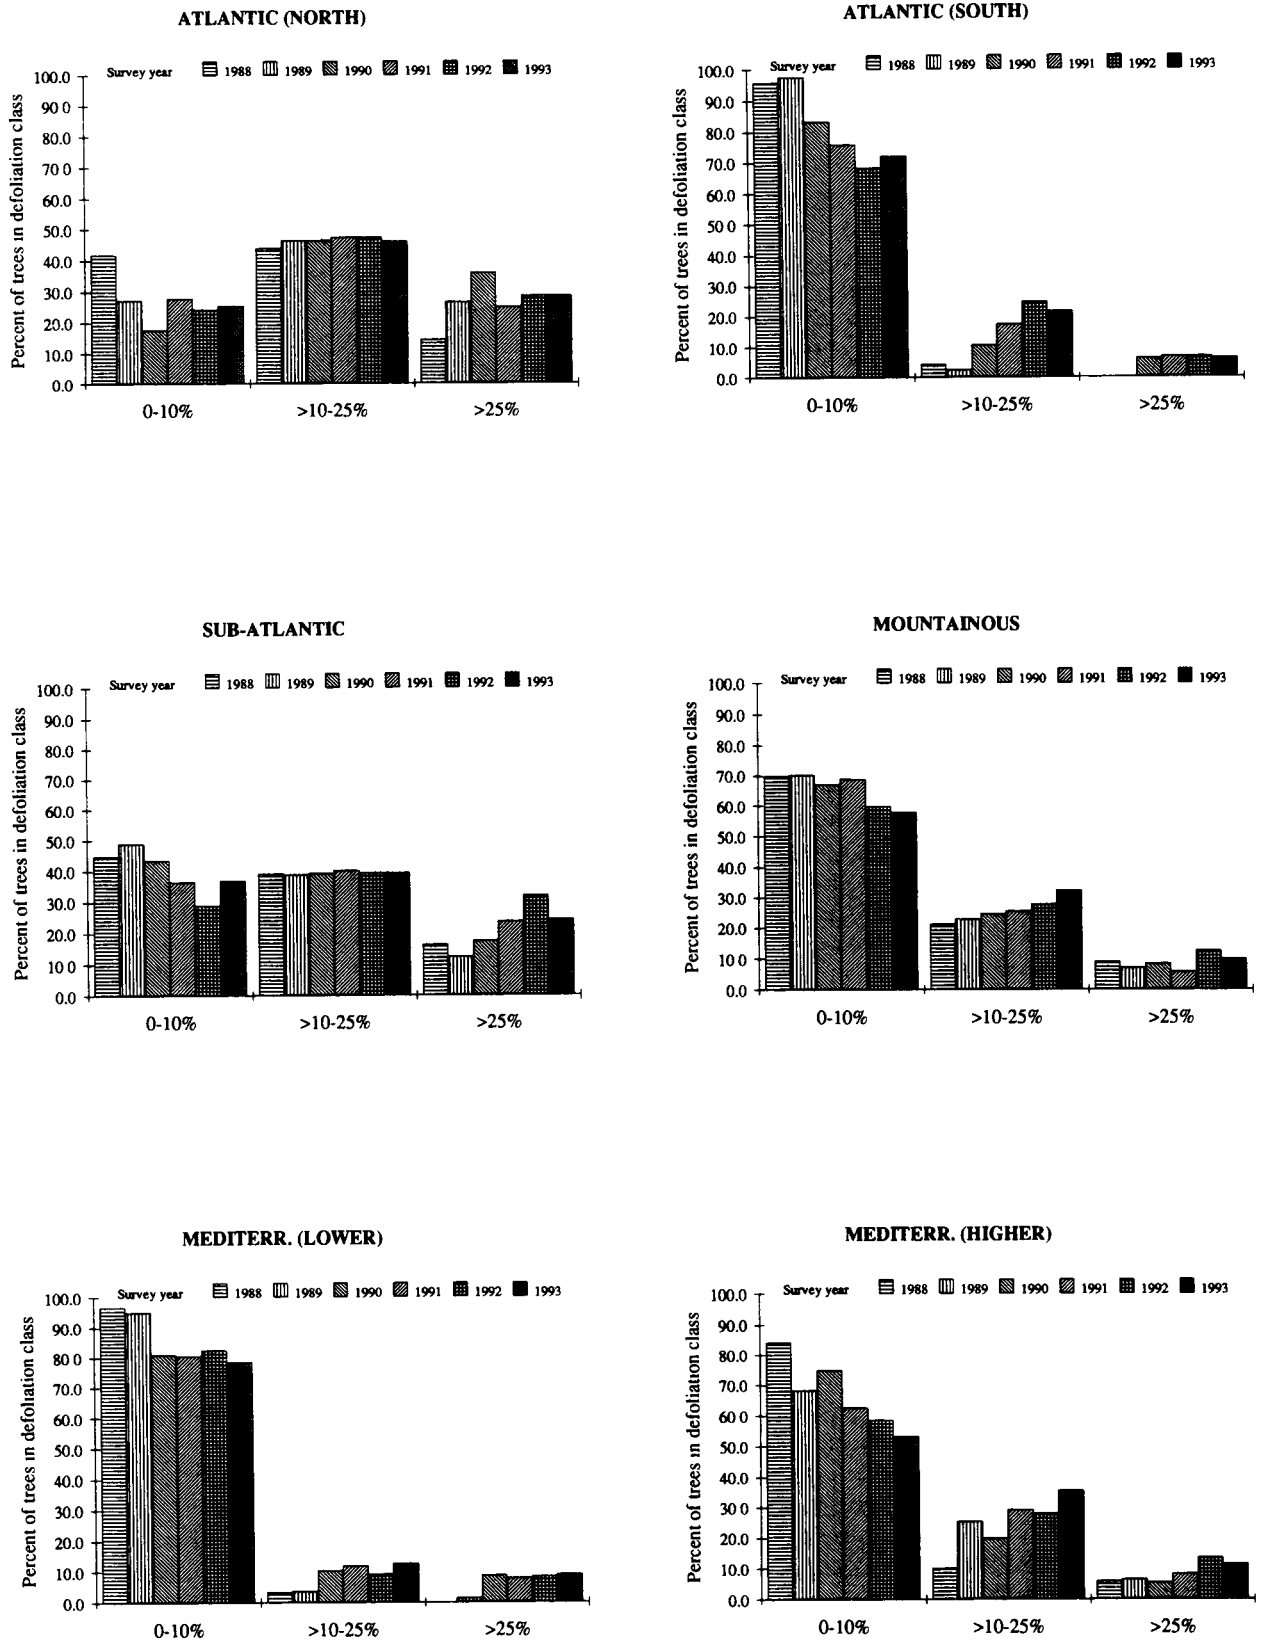 ATLANTIC (NORTH)
Survey year 1988 1989 1990 1991 1992 1993
Percent of trees in defoliation class
100.0
90 0
80.0
70 0
60.0
50.0
40.0
30.0
20.0
10.0
0.0
0-10% >10-25% >25%
ATLANTIC (SOUTH)
Survey year 1988 1989 1990 1991 1992 1993
Percent of trees in defoliation class
100.0
90.0
80.0
70.0
60.0
50 0
40.0
30.0
20.0
10.0
0.0
0-10% >10-25% >25%
SUB-ATLANTIC
Survey year 1988 1989 1990 1991 1992 1993
Percent of trees in defoliation class
100.0
90.0
80.0
70.0
60.0
50.0
40.0
30.0
20.0
10 0
0.0
0-10% >10-25% >25%
MOUNTAINOUS
Survey year 1988 1989 1990 1991 1992 1993
Percent of trees in defoliation class
100.0
90.0
80.0
70.0
60.0
50.0
40.0
30.0
20.0
10 0
0.0
0-10% >10-25% >25%
MEDITERR. (LOWER)
Survey year 1988 1989 1990 1991 1992 1993
Percent of trees in defoliation class
100.0
90.0
80 0
70.0
60.0
50.0
40.0
30.0
20.0
10.0
0.0
0-10% >10-25% >25%
MEDITERR. (HIGHER)
Survey year 1988 1989 1990 1991 1992 1993
Percent of trees in defoliation class
100.0
90.0
80.0
70.0
60.0
50.0
40.0
30 0
20.0
10.0
0.0
0-10% >10-25% >25%